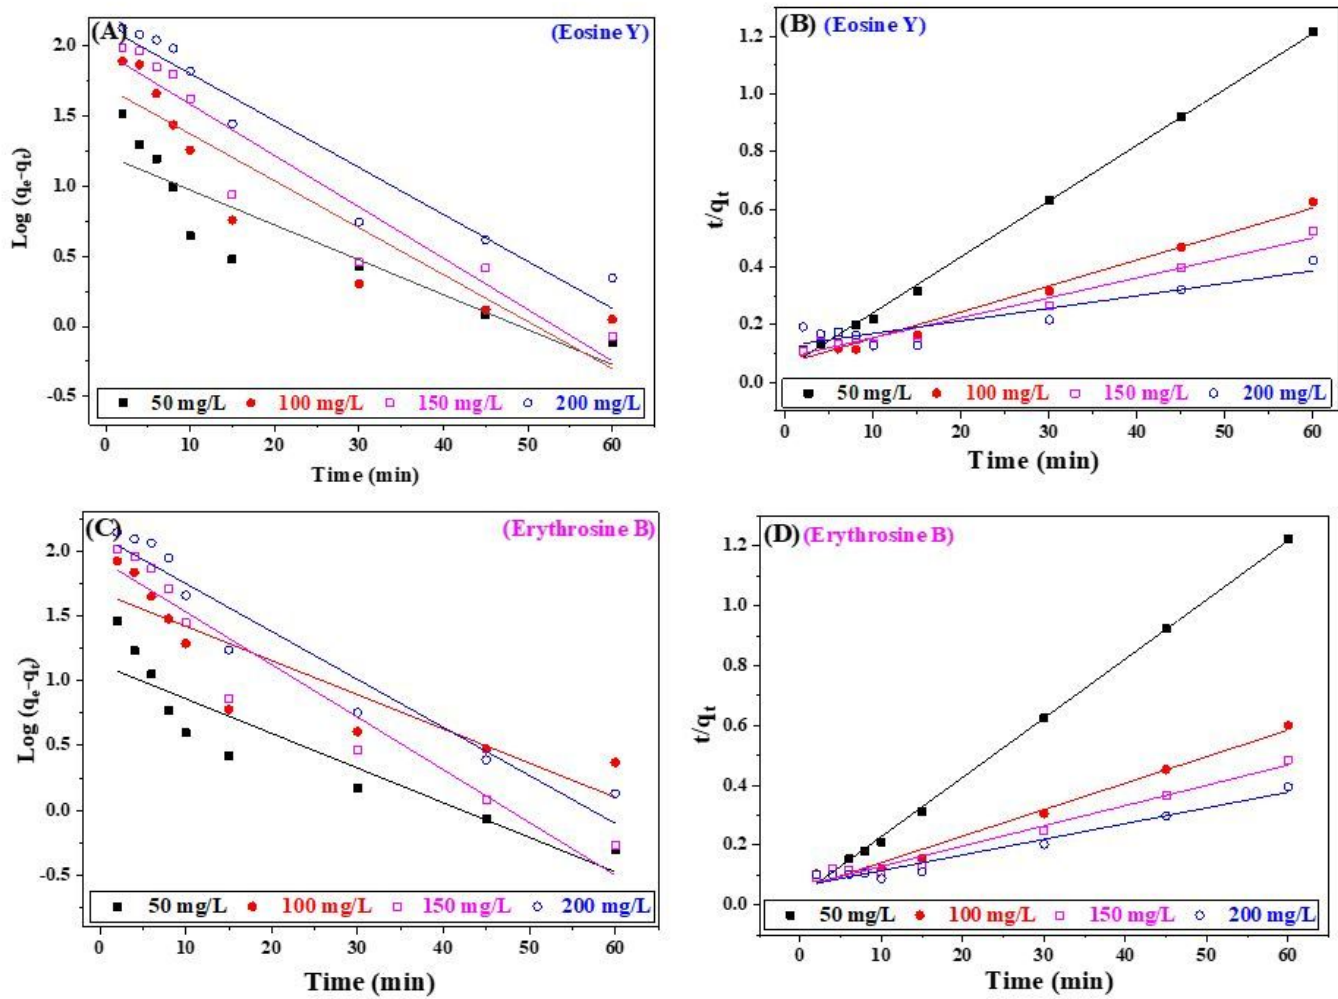 (A)
(Eosine Y)
Log (qe-qt)
2.0
1.5
1.0
0.5
0.0
-0.5
50 mg/L 100 mg/L 150 mg/L 200 mg/L
0 10 20 30 40 50 60
Time (min)
(B) (Eosine Y)
t/qt
1.2
1.0
0.8
0.6
0.4
0.2
0.0
50 mg/L 100 mg/L 150 mg/L 200 mg/L
0 10 20 30 40 50 60
Time (min)
(C)
(Erythrosine B)
Log (qe-qt)
2.0
1.5
1.0
0.5
0.0
-0.5
50 mg/L 100 mg/L 150 mg/L 200 mg/L
0 10 20 30 40 50 60
Time (min)
(D) (Erythrosine B)
t/qt
1.2
1.0
0.8
0.6
0.4
0.2
0.0
50 mg/L 100 mg/L 150 mg/L 200 mg/L
0 10 20 30 40 50 60
Time (min)